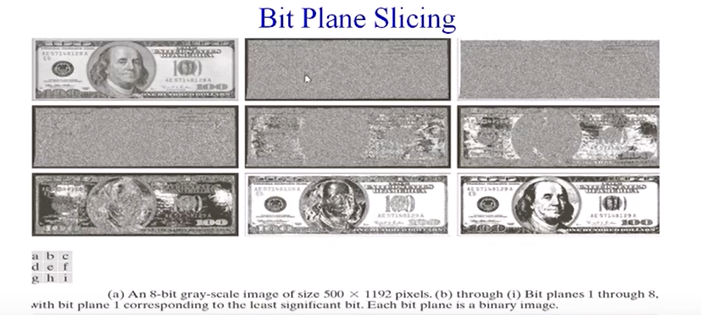 Bit Plane Slicing
a b c
d e f
g h i
(a) An 8-bit gray-scale image of size 500 × 1192 pixels. (b) through (i) Bit planes 1 through 8,
with bit plane 1 corresponding to the least significant bit. Each bit plane is a binary image.